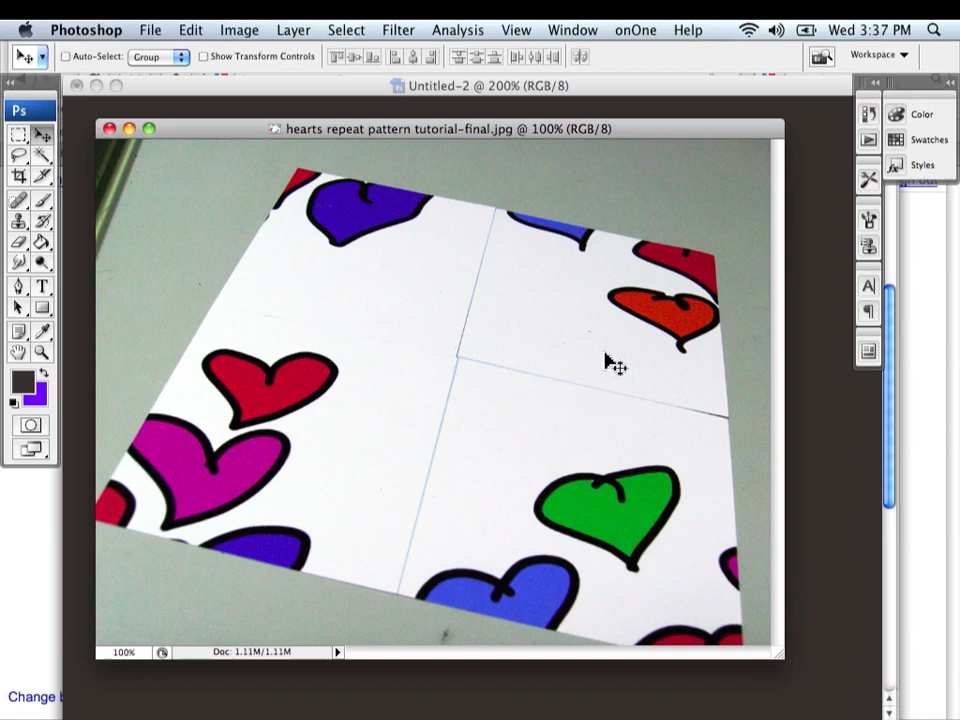 Photoshop File Edit Image Layer Select Filter Analysis View Window onOne Help Wed 3:37 PM
Auto-Select: Group Show Transform Controls Workspace
Untitled-2 @ 200% (RGB/8)
Ps
hearts repeat pattern tutorial-final.jpg @ 100% (RGB/8)
Color
Swatches
Styles
T
A
100% Doc: 1.11M/1.11M
Change